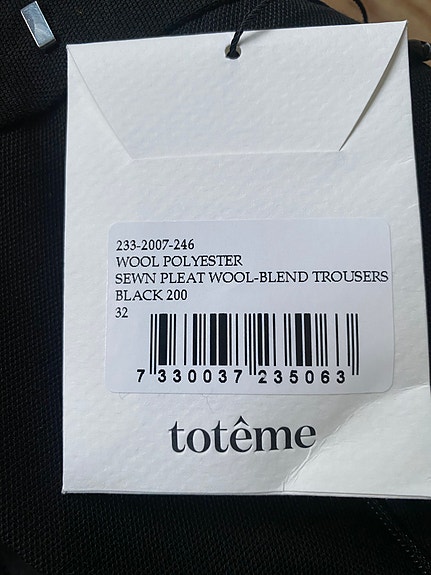 233-2007-246
WOOL POLYESTER
SEWN PLEAT WOOL-BLEND TROUSERS
BLACK 200
32
7 330037 235063
totême